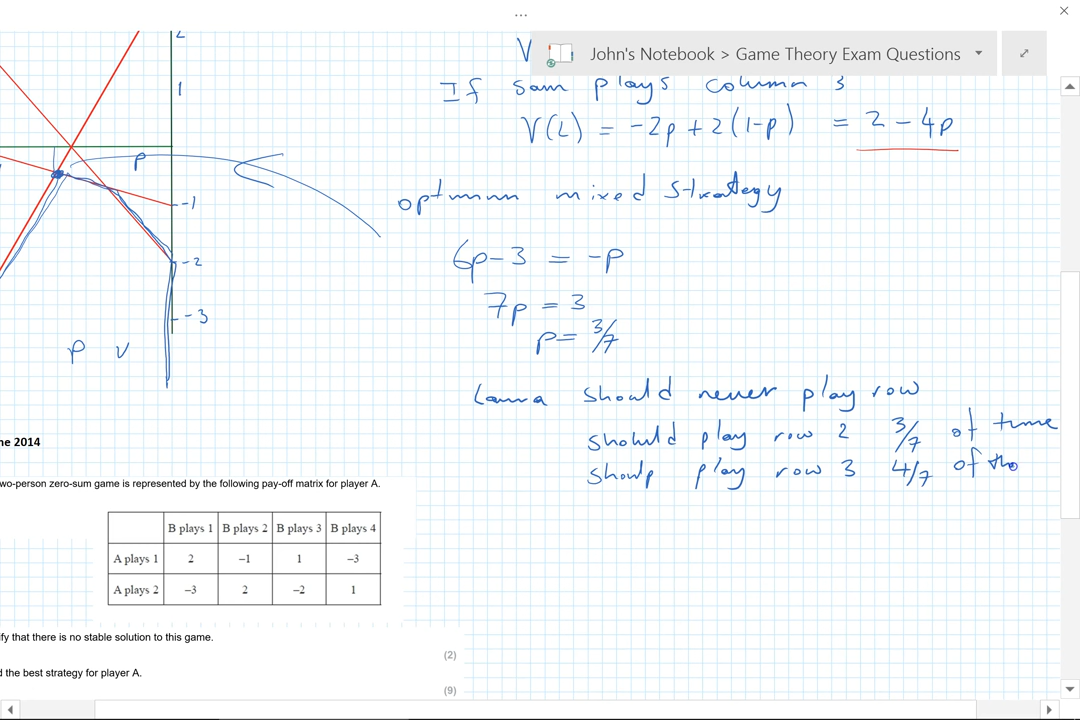 ...
John's Notebook > Game Theory Exam Questions
V
If Sam plays column 3
V(L) = -2p + 2(1-p) = 2 - 4p
optimum mixed strategy
6p-3 = -p
7p = 3
p = 3/7
Laura should never play row
should play row 2 3/7 of time
shoulp play row 3 4/7 of the
2
1
p
-1
-2
-3
P V
ne 2014
wo-person zero-sum game is represented by the following pay-off matrix for player A.
B plays 1 B plays 2 B plays 3 B plays 4
A plays 1 2 –1 1 –3
A plays 2 –3 2 –2 1
ify that there is no stable solution to this game.
(2)
d the best strategy for player A.
(9)